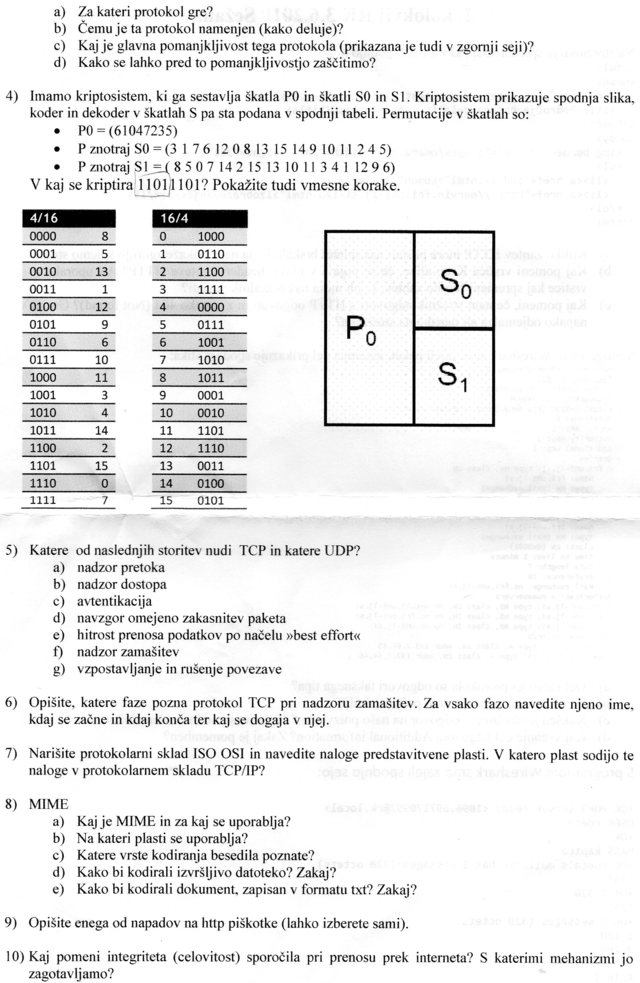 a) Za kateri protokol gre?
b) Čemu je ta protokol namenjen (kako deluje)?
c) Kaj je glavna pomanjkljivost tega protokola (prikazana je tudi v zgornji seji)?
d) Kako se lahko pred to pomanjkljivostjo zaščitimo?
4) Imamo kriptosistem, ki ga sestavlja škatla P0 in škatli S0 in S1. Kriptosistem prikazuje spodnja slika,
koder in dekoder v škatlah S pa sta podana v spodnji tabeli. Permutacije v škatlah so:
• P0 = (61047235)
• P znotraj S0 = (3 1 7 6 12 0 8 13 15 14 9 10 11 2 4 5)
• P znotraj S1 = ( 8 5 0 7 14 2 15 13 10 11 3 4 1 12 9 6)
V kaj se kriptira 11011101? Pokažite tudi vmesne korake.
4/16
0000 8
0001 5
0010 13
0011 1
0100 12
0101 9
0110 6
0111 10
1000 11
1001 3
1010 4
1011 14
1100 2
1101 15
1110 0
1111 7
16/4
0 1000
1 0110
2 1100
3 1111
4 0000
5 0111
6 1001
7 1010
8 1011
9 0001
10 0010
11 1101
12 1110
13 0011
14 0100
15 0101
P0
S0
S1
5) Katere od naslednjih storitev nudi TCP in katere UDP?
a) nadzor pretoka
b) nadzor dostopa
c) avtentikacija
d) navzgor omejeno zakasnitev paketa
e) hitrost prenosa podatkov po načelu »best effort«
f) nadzor zamašitev
g) vzpostavljanje in rušenje povezave
6) Opišite, katere faze pozna protokol TCP pri nadzoru zamašitev. Za vsako fazo navedite njeno ime,
kdaj se začne in kdaj konča ter kaj se dogaja v njej.
7) Narišite protokolarni sklad ISO OSI in navedite naloge predstavitvene plasti. V katero plast sodijo te
naloge v protokolarnem skladu TCP/IP?
8) MIME
a) Kaj je MIME in za kaj se uporablja?
b) Na kateri plasti se uporablja?
c) Katere vrste kodiranja besedila poznate?
d) Kako bi kodirali izvršljivo datoteko? Zakaj?
e) Kako bi kodirali dokument, zapisan v formatu txt? Zakaj?
9) Opišite enega od napadov na http piškotke (lahko izberete sami).
10) Kaj pomeni integriteta (celovitost) sporočila pri prenosu prek interneta? S katerimi mehanizmi jo
zagotavljamo?